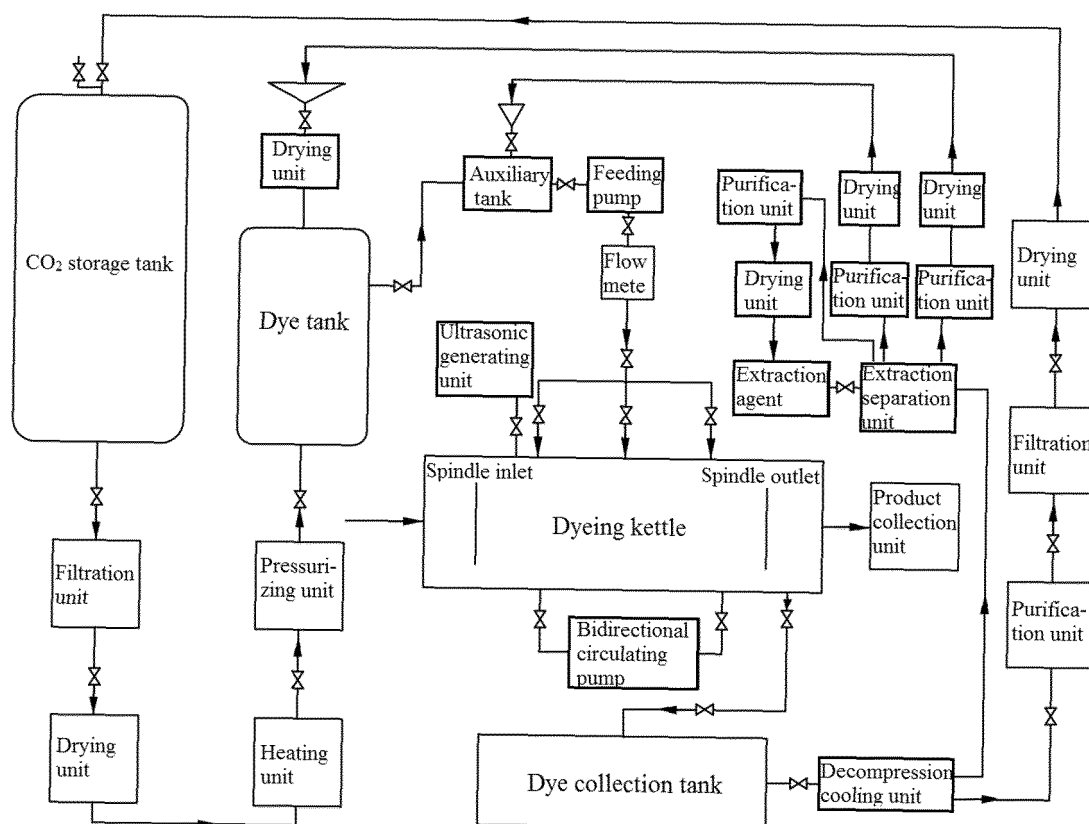 CO₂ storage tank
Filtration
unit
Drying
unit
Drying
unit
Dye tank
Pressuri-
zing unit
Heating
unit
Auxiliary
tank
Feeding
pump
Flow
mete
Ultrasonic
generating
unit
Spindle inlet
Spindle outlet
Dyeing kettle
Bidirectional
circulating
pump
Product
collection
unit
Dye collection tank
Decompression
cooling unit
Purifica-
tion unit
Drying
unit
Extraction
agent
Drying
unit
Purifica-
tion unit
Drying
unit
Purifica-
tion unit
Extraction
separation
unit
Drying
unit
Filtration
unit
Purifica-
tion unit